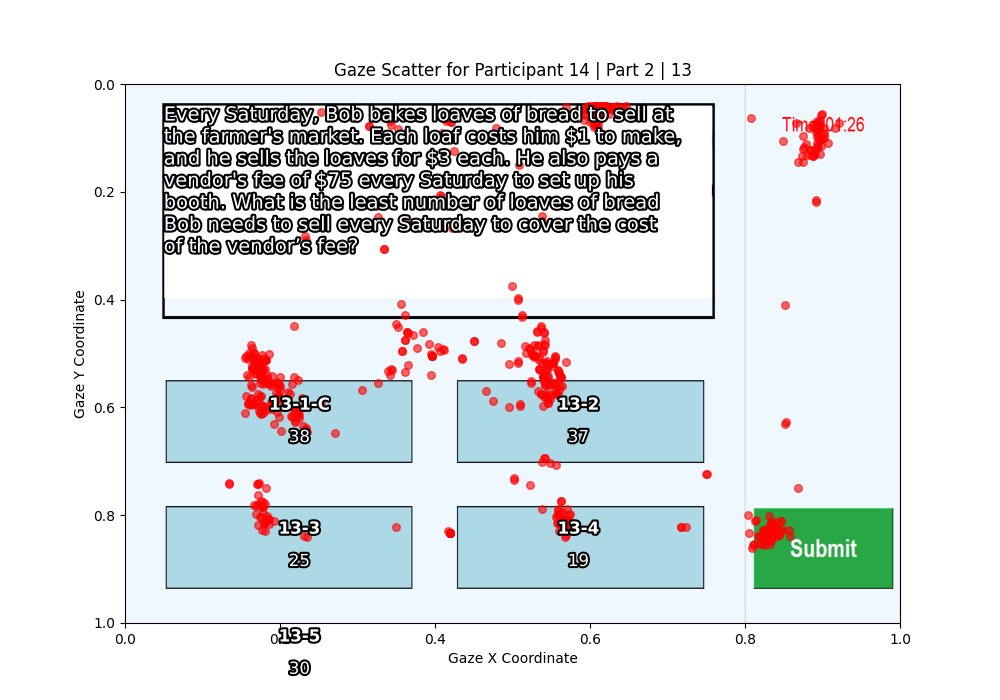 Gaze Scatter for Participant 14 | Part 2 | 13
Every Saturday, Bob bakes loaves of bread to sell at
the farmer's market. Each loaf costs him $1 to make,
and he sells the loaves for $3 each. He also pays a
vendor's fee of $75 every Saturday to set up his
booth. What is the least number of loaves of bread
Bob needs to sell every Saturday to cover the cost
of the vendor's fee?
13-1-C
38
13-2
37
13-3
25
13-4
19
Submit
13-5
30
0.0
0.2
0.4
0.6
0.8
1.0
Gaze Y Coordinate
0.0
0.4
0.6
0.8
1.0
Gaze X Coordinate